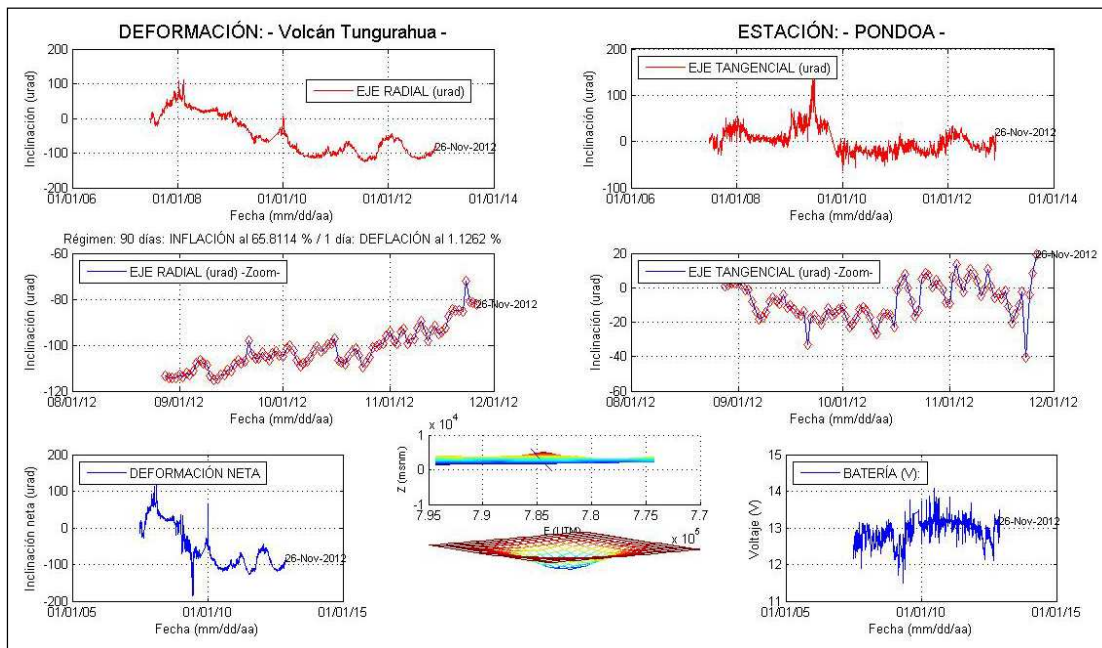 DEFORMACIÓN: - Volcán Tungurahua -
200
100
0
-100
-200
Inclinación (urad)
EJE RADIAL (urad)
26-Nov-2012
01/01/06
01/01/08
01/01/10
01/01/12
01/01/14
Fecha (mm/dd/aa)
ESTACIÓN: - PONDOA -
200
100
0
-100
Inclinación (urad)
EJE TANGENCIAL (urad)
26-Nov-2012
01/01/06
01/01/08
01/01/10
01/01/12
01/01/14
Fecha (mm/dd/aa)
Régimen: 90 días: INFLACIÓN al 65.8114 % / 1 día: DEFLACIÓN al 1.1262 %
-60
-80
-100
-120
Inclinación (urad)
EJE RADIAL (urad) -Zoom-
26-Nov-2012
08/01/12
09/01/12
10/01/12
11/01/12
12/01/12
Fecha (mm/dd/aa)
20
0
-20
-40
-60
Inclinación (urad)
EJE TANGENCIAL (urad) -Zoom-
26-Nov-2012
08/01/12
09/01/12
10/01/12
11/01/12
12/01/12
Fecha (mm/dd/aa)
200
100
0
-100
-200
Inclinación neta (urad)
DEFORMACIÓN NETA
26-Nov-2012
01/01/05
01/01/10
01/01/15
Fecha (mm/dd/aa)
x 10⁴
1
0
-1
Z (msnm)
7.95
7.9
7.85
7.8
7.75
7.7
E (UTM)
15
14
13
12
11
Voltaje (V)
BATERÍA (V):
26-Nov-2012
01/01/05
01/01/10
01/01/15
Fecha (mm/dd/aa)